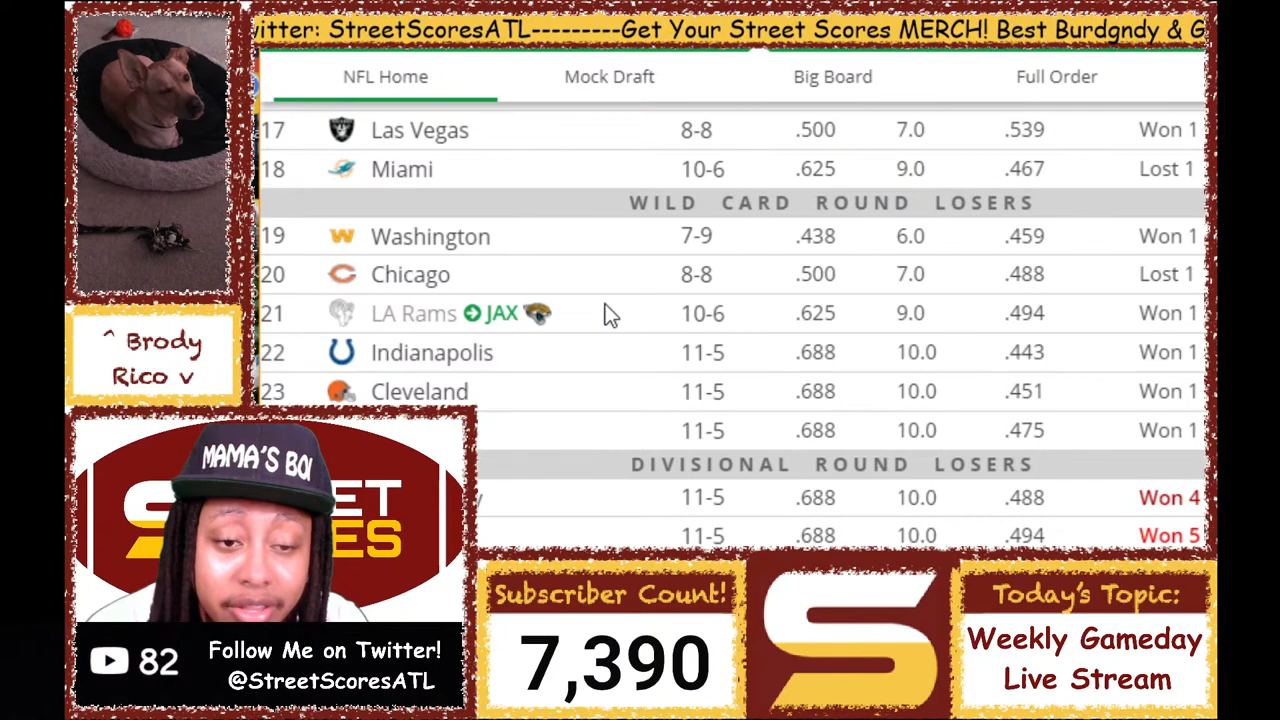 witter: StreetScoresATL---------Get Your Street Scores MERCH! Best Burdgndy & G
NFL Home Mock Draft Big Board Full Order
17 Las Vegas 8-8 .500 7.0 .539 Won 1
18 Miami 10-6 .625 9.0 .467 Lost 1
WILD CARD ROUND LOSERS
19 Washington 7-9 .438 6.0 .459 Won 1
20 Chicago 8-8 .500 7.0 .488 Lost 1
21 LA Rams JAX 10-6 .625 9.0 .494 Won 1
22 Indianapolis 11-5 .688 10.0 .443 Won 1
23 Cleveland 11-5 .688 10.0 .451 Won 1
11-5 .688 10.0 .475 Won 1
DIVISIONAL ROUND LOSERS
11-5 .688 10.0 .488 Won 4
11-5 .688 10.0 .494 Won 5
^ Brody
Rico v
MAMA'S BOI
82
Follow Me on Twitter!
@StreetScoresATL
Subscriber Count!
7,390
Today's Topic:
Weekly Gameday
Live Stream